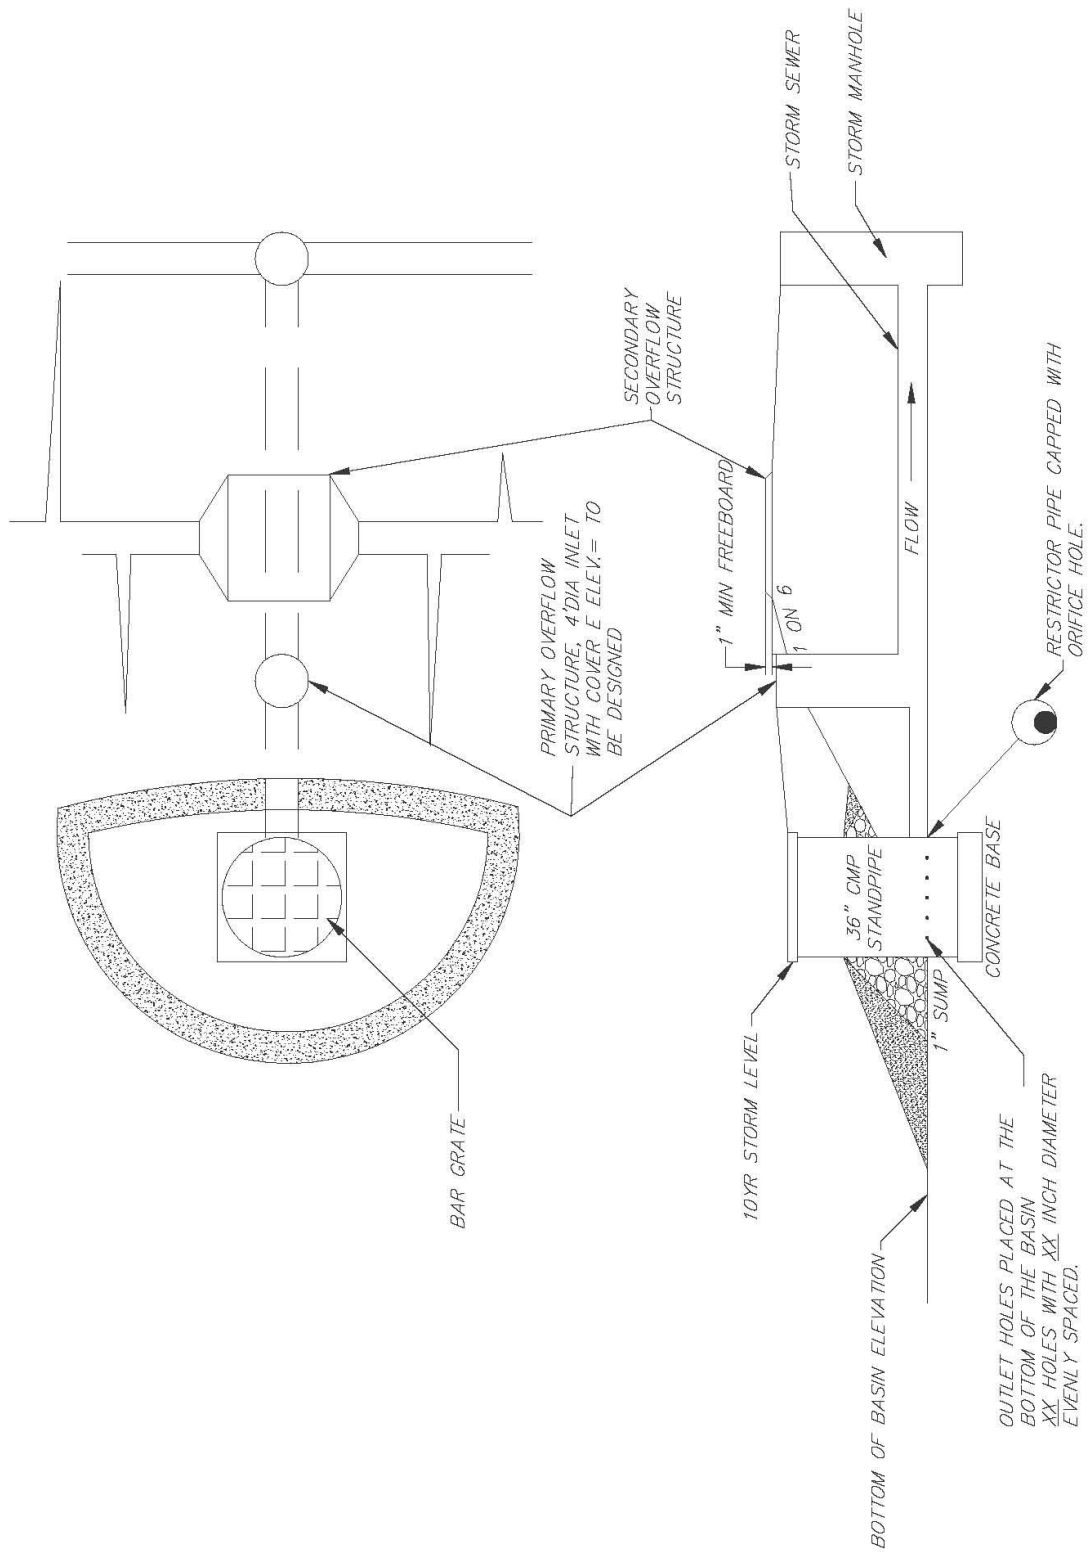 BAR GRATE
PRIMARY OVERFLOW
STRUCTURE, 4'DIA INLET
WITH COVER E ELEV.= TO
BE DESIGNED
SECONDARY
OVERFLOW
STRUCTURE
10YR STORM LEVEL
1" MIN FREEBOARD
1 ON 6
STORM SEWER
STORM MANHOLE
36" CMP
STANDPIPE
FLOW
BOTTOM OF BASIN ELEVATION
1" SUMP
CONCRETE BASE
RESTRICTOR PIPE CAPPED WITH
ORIFICE HOLE.
OUTLET HOLES PLACED AT THE
BOTTOM OF THE BASIN
XX HOLES WITH XX INCH DIAMETER
EVENLY SPACED.